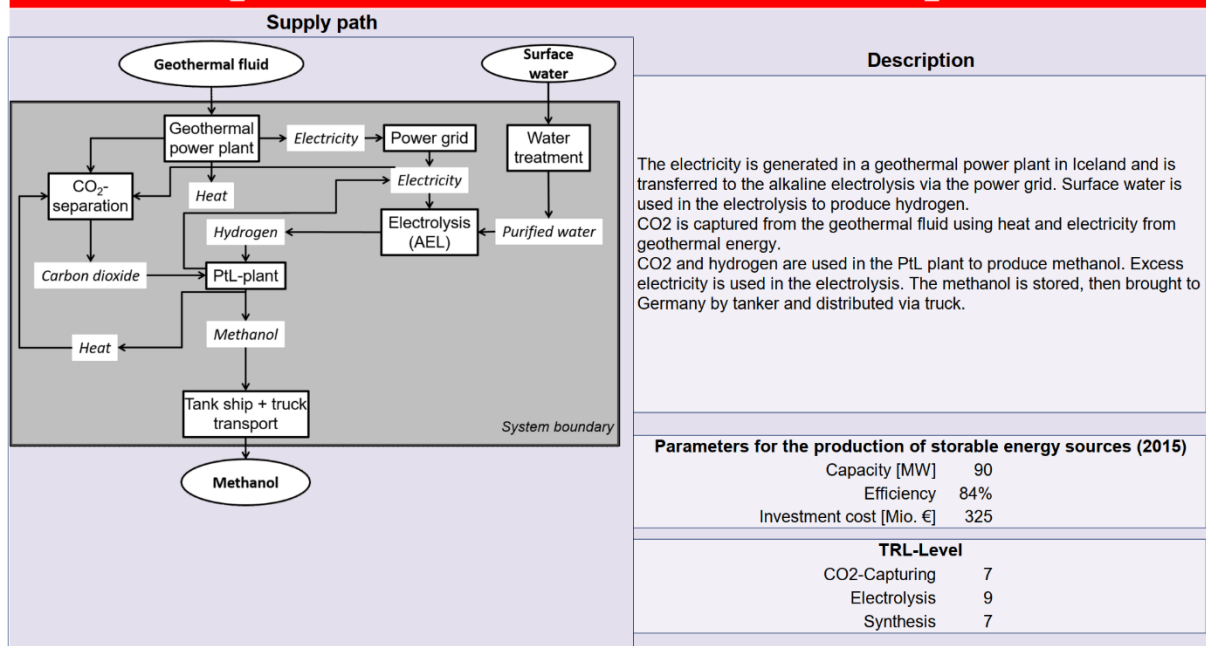 Supply path
Geothermal fluid
Surface
water
Geothermal
power plant
Electricity
Power grid
Water
treatment
CO2-
separation
Heat
Electricity
Hydrogen
Electrolysis
(AEL)
Purified water
Carbon dioxide
PtL-plant
Heat
Methanol
Tank ship + truck
transport
System boundary
Methanol
Description
The electricity is generated in a geothermal power plant in Iceland and is
transferred to the alkaline electrolysis via the power grid. Surface water is
used in the electrolysis to produce hydrogen.
CO2 is captured from the geothermal fluid using heat and electricity from
geothermal energy.
CO2 and hydrogen are used in the PtL plant to produce methanol. Excess
electricity is used in the electrolysis. The methanol is stored, then brought to
Germany by tanker and distributed via truck.
Parameters for the production of storable energy sources (2015)
Capacity [MW] 90
Efficiency 84%
Investment cost [Mio. €] 325
TRL-Level
CO2-Capturing 7
Electrolysis 9
Synthesis 7